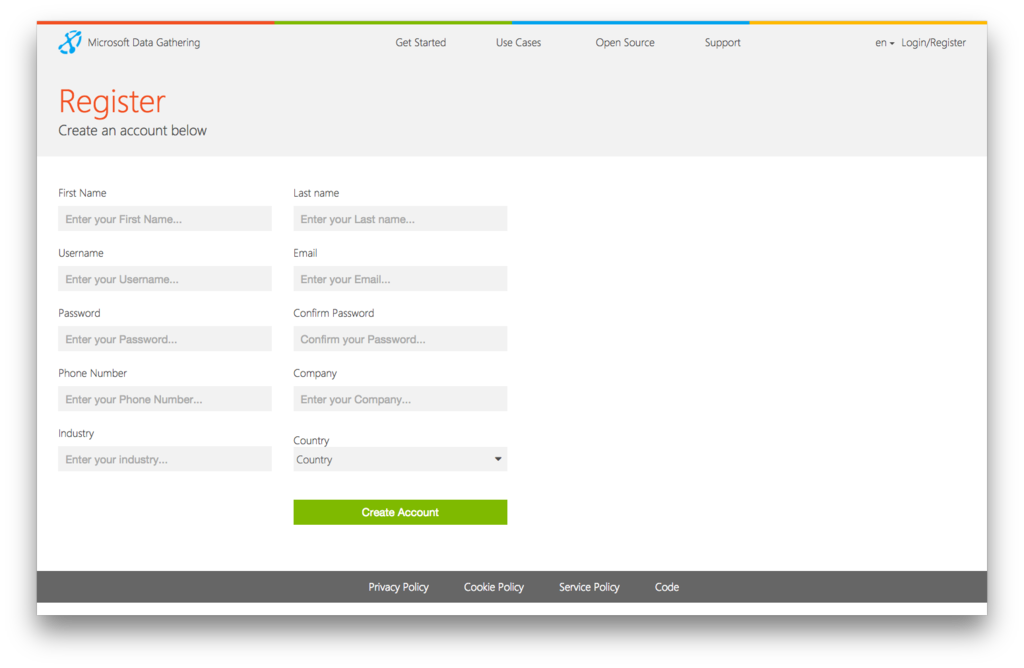 Microsoft Data Gathering Get Started Use Cases Open Source Support en Login/Register
Register
Create an account below
First Name Last name
Enter your First Name... Enter your Last name...
Username Email
Enter your Username... Enter your Email...
Password Confirm Password
Enter your Password... Confirm your Password...
Phone Number Company
Enter your Phone Number... Enter your Company...
Industry Country
Enter your industry... Country
Create Account
Privacy Policy Cookie Policy Service Policy Code